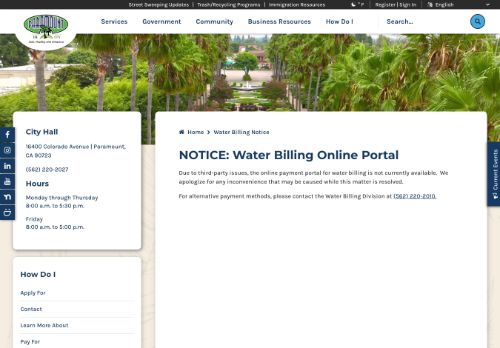 Street Sweeping Updates | Trash/Recycling Programs | Immigration Resources
°F | Register | Sign In | English
PARAMOUNT
Services Government Community Business Resources How Do I Search...
City Hall
16400 Colorado Avenue | Paramount,
CA 90723
(562) 220-2027
Hours
Monday through Thursday
8:00 a.m. to 5:30 p.m.
Friday
8:00 a.m. to 5:00 p.m.
Home > Water Billing Notice
NOTICE: Water Billing Online Portal
Due to third-party issues, the online payment portal for water billing is not currently available. We
apologize for any inconvenience that may be caused while this matter is resolved.
For alternative payment methods, please contact the Water Billing Division at (562) 220-2010.
Current Events
How Do I
Apply For
Contact
Learn More About
Pay For